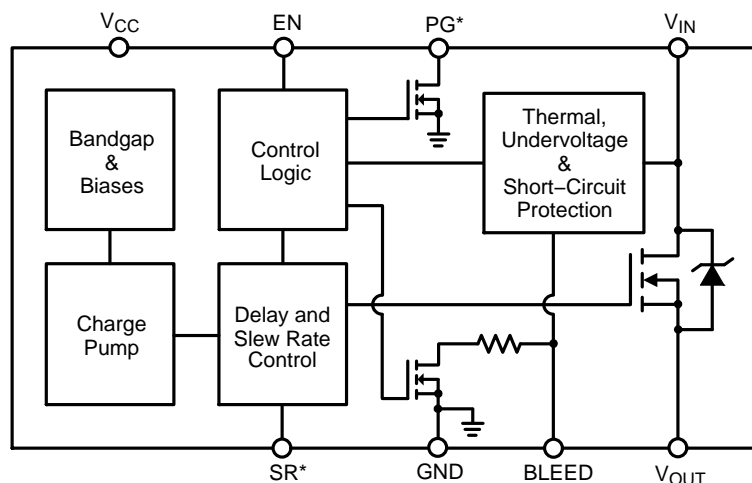 VCC
EN
PG*
VIN
Bandgap
&
Biases
Control
Logic
Thermal,
Undervoltage
&
Short−Circuit
Protection
Charge
Pump
Delay and
Slew Rate
Control
SR*
GND
BLEED
VOUT